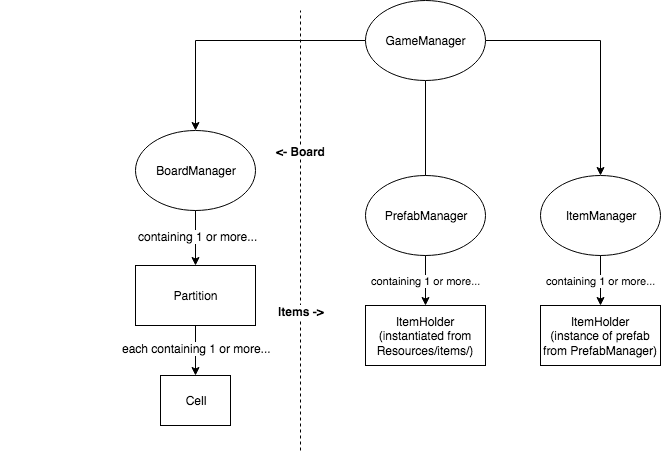 GameManager
<- Board
BoardManager
PrefabManager
ItemManager
containing 1 or more...
containing 1 or more...
containing 1 or more...
Partition
Items ->
ItemHolder
(instantiated from
Resources/items/)
ItemHolder
(instance of prefab
from PrefabManager)
each containing 1 or more...
Cell